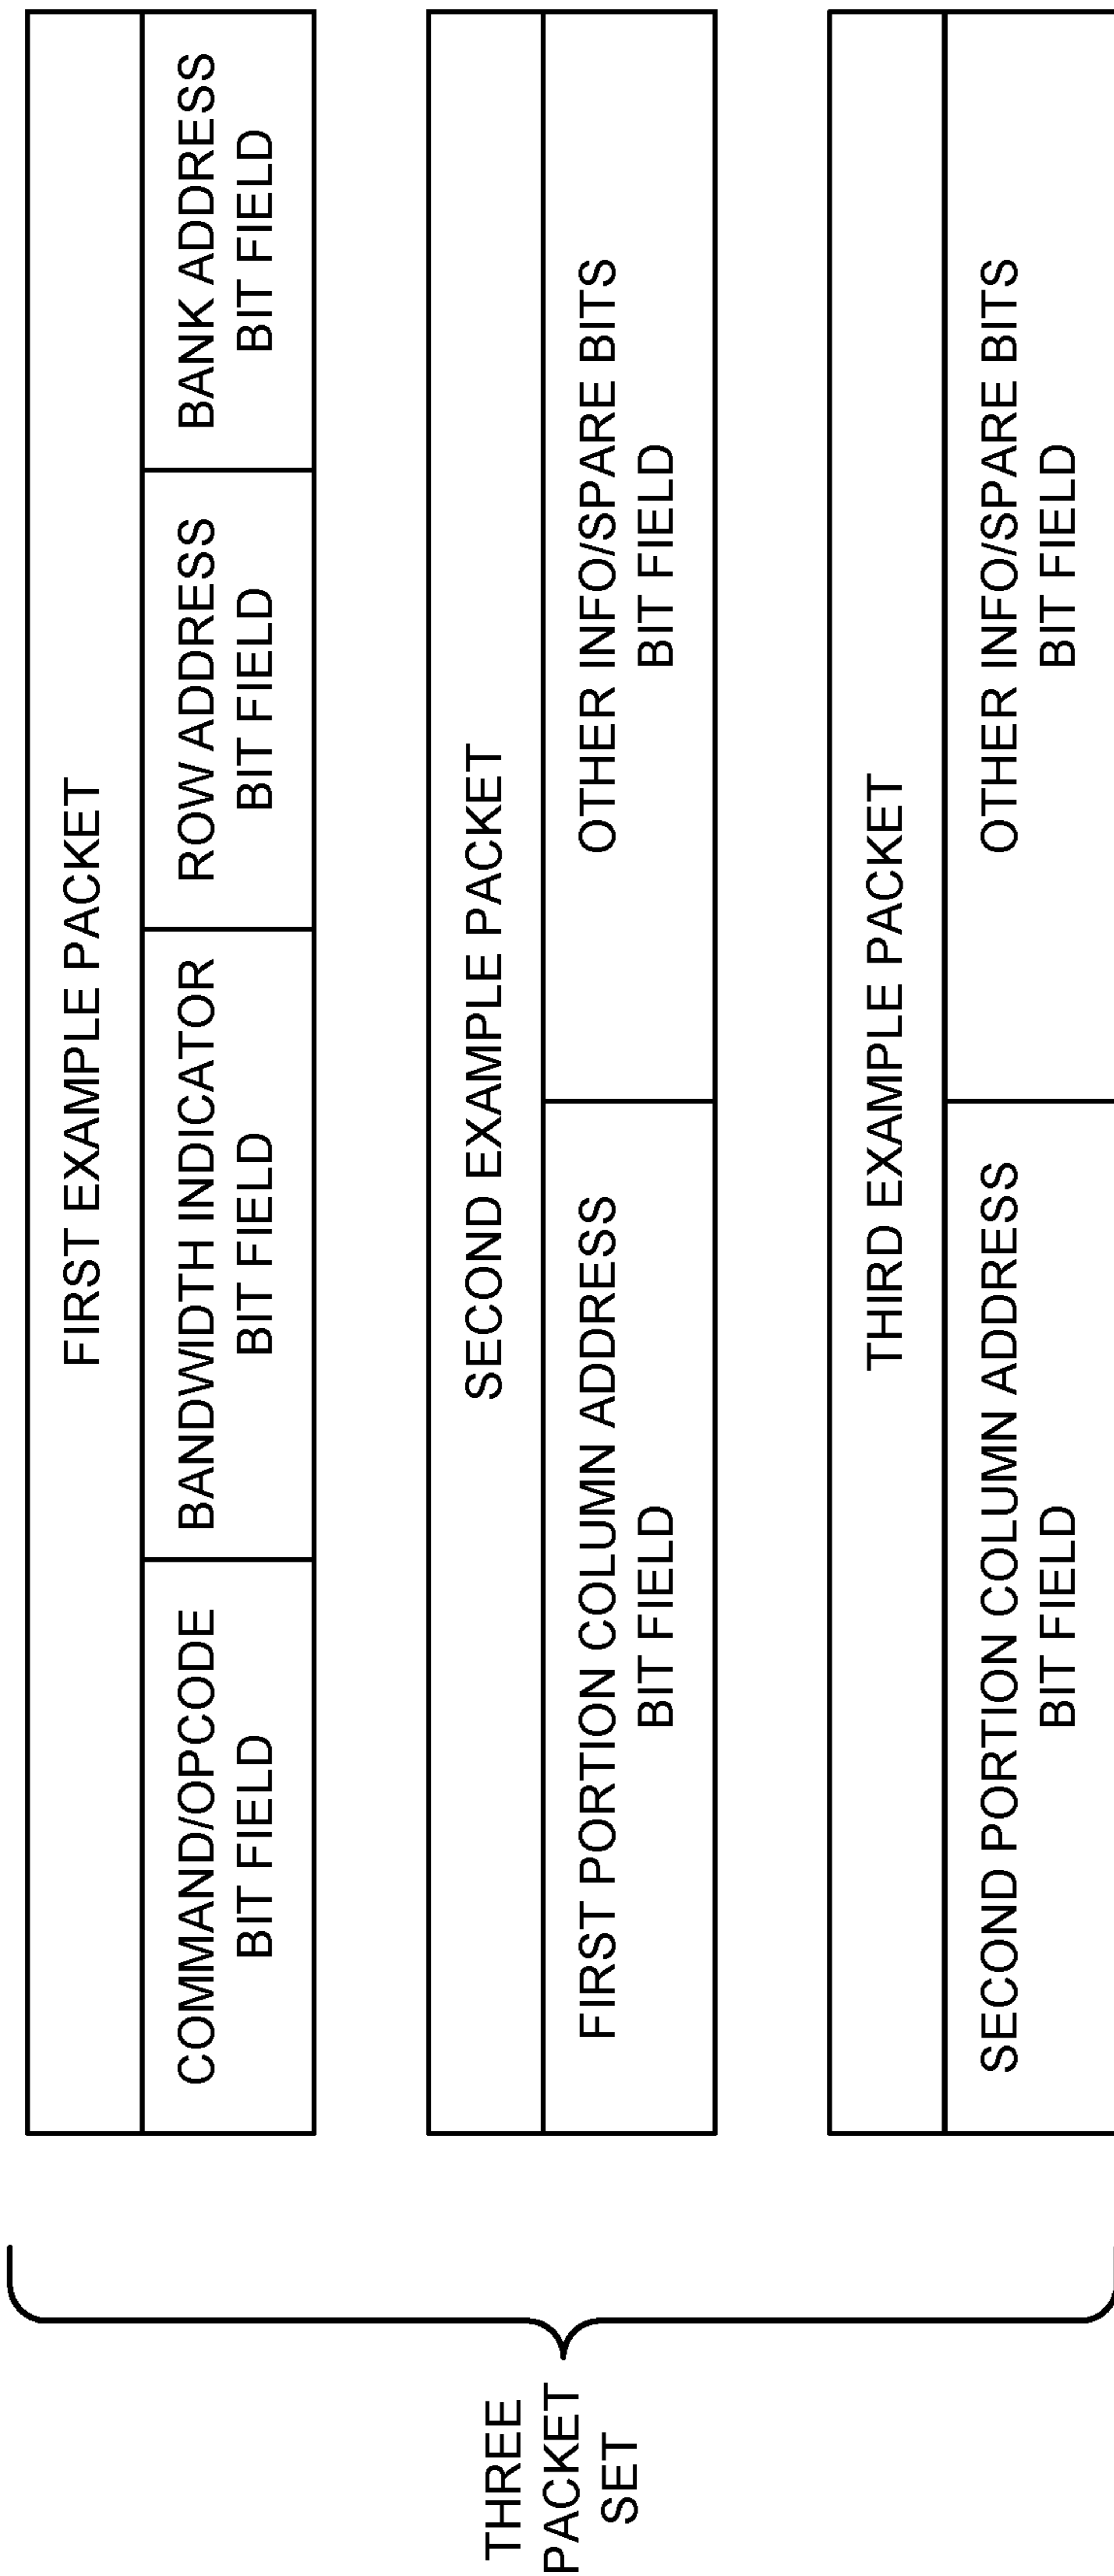 THREE
PACKET
SET
FIRST EXAMPLE PACKET
COMMAND/OPCODE
BIT FIELD
BANDWIDTH INDICATOR
BIT FIELD
ROW ADDRESS
BIT FIELD
BANK ADDRESS
BIT FIELD
SECOND EXAMPLE PACKET
FIRST PORTION COLUMN ADDRESS
BIT FIELD
OTHER INFO/SPARE BITS
BIT FIELD
THIRD EXAMPLE PACKET
SECOND PORTION COLUMN ADDRESS
BIT FIELD
OTHER INFO/SPARE BITS
BIT FIELD